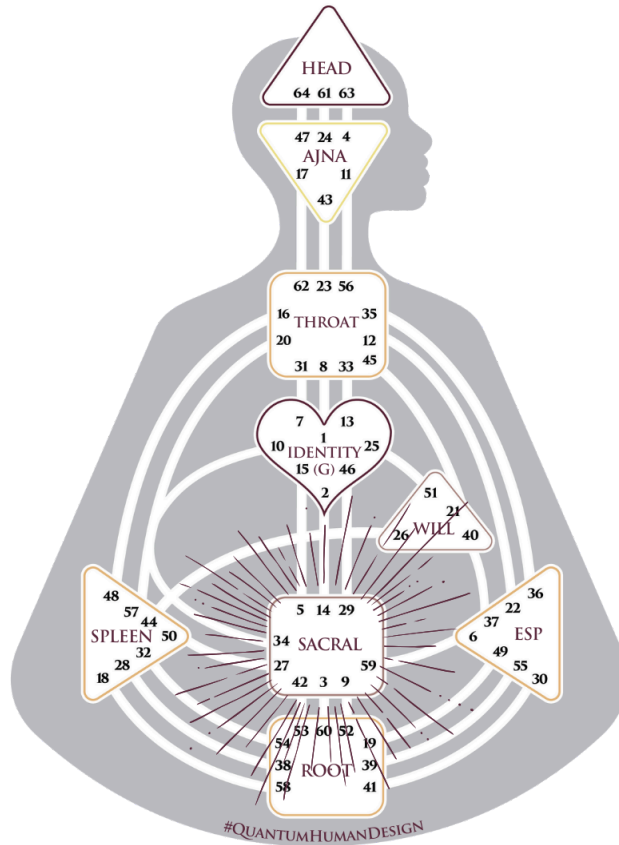 HEAD
64 61 63
47 24 4
AJNA
17 11
43
62 23 56
16 35
THROAT
20 12
45
31 8 33
7 13
1
10 25
IDENTITY
15 (G) 46
2
51
21
WILL
26 40
48
57
44
SPLEEN 50
32
28
18
5 14 29
34
SACRAL
27 59
42 3 9
36
22
37
6 ESP
49
55
30
53 60 52
54 19
ROOT
38 39
58 41
#QUANTUMHUMANDESIGN